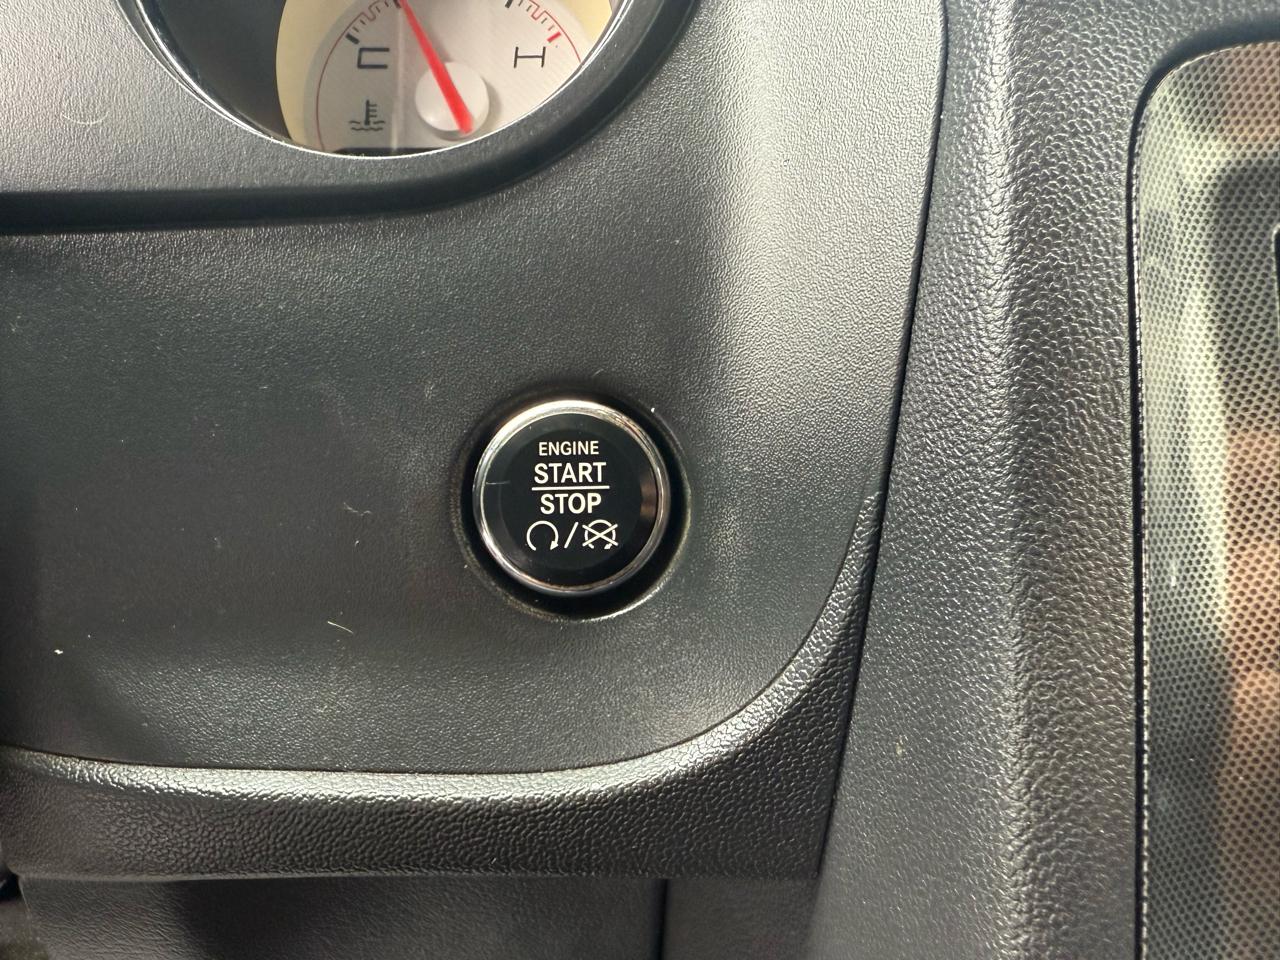 C H
ENGINE
START
STOP
/